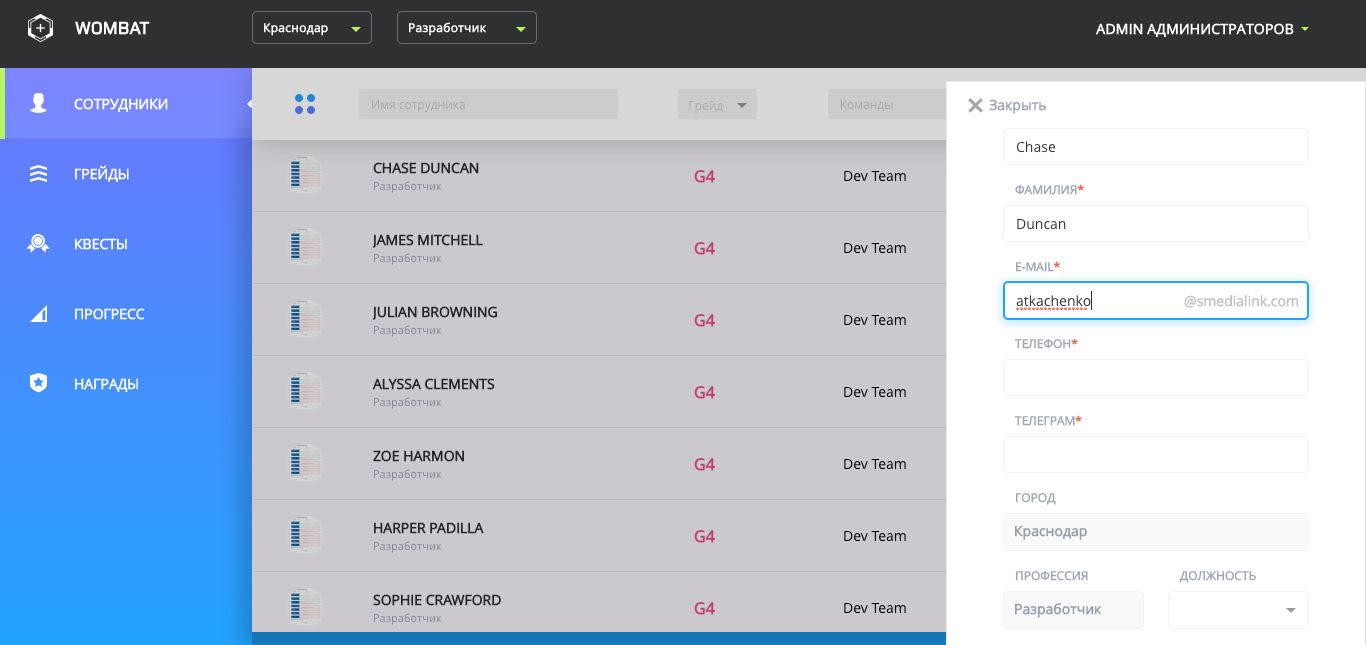 WOMBAT
Краснодар
Разработчик
ADMIN АДМИНИСТРАТОРОВ
СОТРУДНИКИ
ГРЕЙДЫ
КВЕСТЫ
ПРОГРЕСС
НАГРАДЫ
Имя сотрудника
Грейд
Команды
CHASE DUNCAN
Разработчик
G4
Dev Team
JAMES MITCHELL
Разработчик
G4
Dev Team
JULIAN BROWNING
Разработчик
G4
Dev Team
ALYSSA CLEMENTS
Разработчик
G4
Dev Team
ZOE HARMON
Разработчик
G4
Dev Team
HARPER PADILLA
Разработчик
G4
Dev Team
SOPHIE CRAWFORD
Разработчик
G4
Dev Team
Закрыть
Chase
ФАМИЛИЯ*
Duncan
E-MAIL*
atkachenko @smedialink.com
ТЕЛЕФОН*
ТЕЛЕГРАМ*
ГОРОД
Краснодар
ПРОФЕССИЯ ДОЛЖНОСТЬ
Разработчик